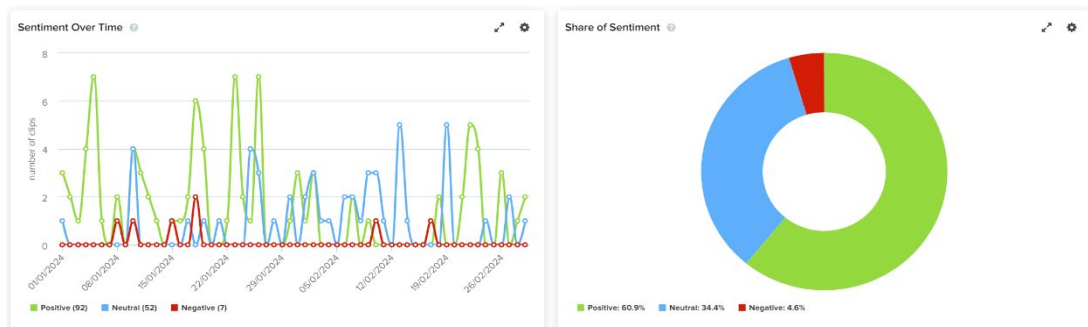 Sentiment Over Time ?
8
6
4
2
0
number of clips
01/01/2024
08/01/2024
15/01/2024
22/01/2024
29/01/2024
05/02/2024
12/02/2024
19/02/2024
26/02/2024
Positive (92) Neutral (52) Negative (7)
Share of Sentiment ?
Positive: 60.9% Neutral: 34.4% Negative: 4.6%